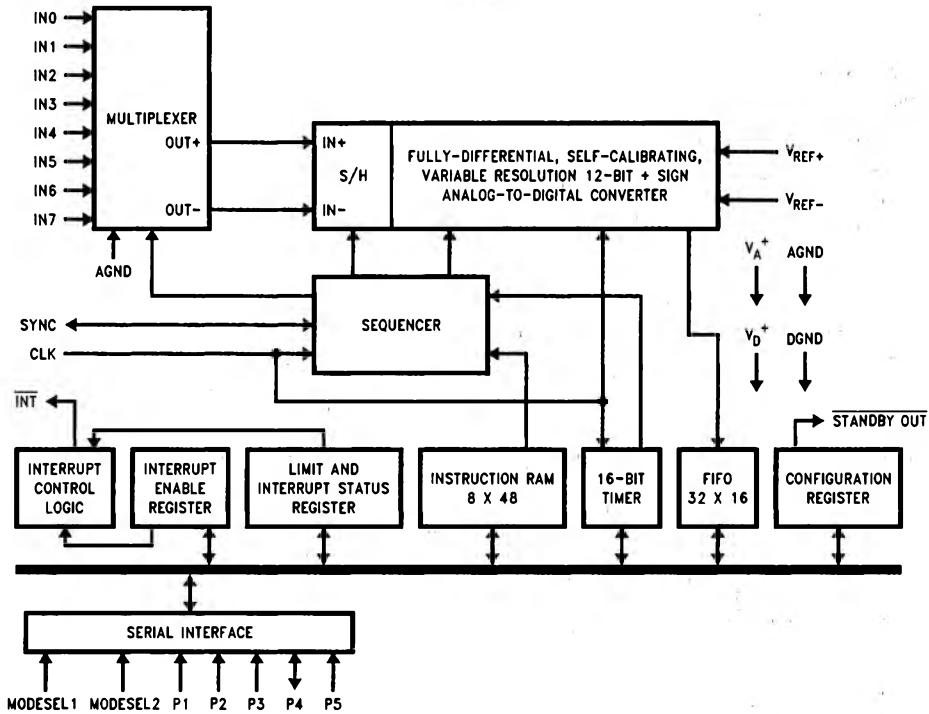 IN0
IN1
IN2
IN3
IN4
IN5
IN6
IN7
MULTIPLEXER
OUT+
OUT-
AGND
IN+
S/H
IN-
FULLY-DIFFERENTIAL, SELF-CALIBRATING,
VARIABLE RESOLUTION 12-BIT + SIGN
ANALOG-TO-DIGITAL CONVERTER
VREF+
VREF-
VA+
AGND
VD+
DGND
SEQUENCER
SYNC
CLK
INT
STANDBY OUT
INTERRUPT
CONTROL
LOGIC
INTERRUPT
ENABLE
REGISTER
LIMIT AND
INTERRUPT STATUS
REGISTER
INSTRUCTION RAM
8 X 48
16-BIT
TIMER
FIFO
32 X 16
CONFIGURATION
REGISTER
SERIAL INTERFACE
MODESEL1 MODESEL2 P1 P2 P3 P4 P5